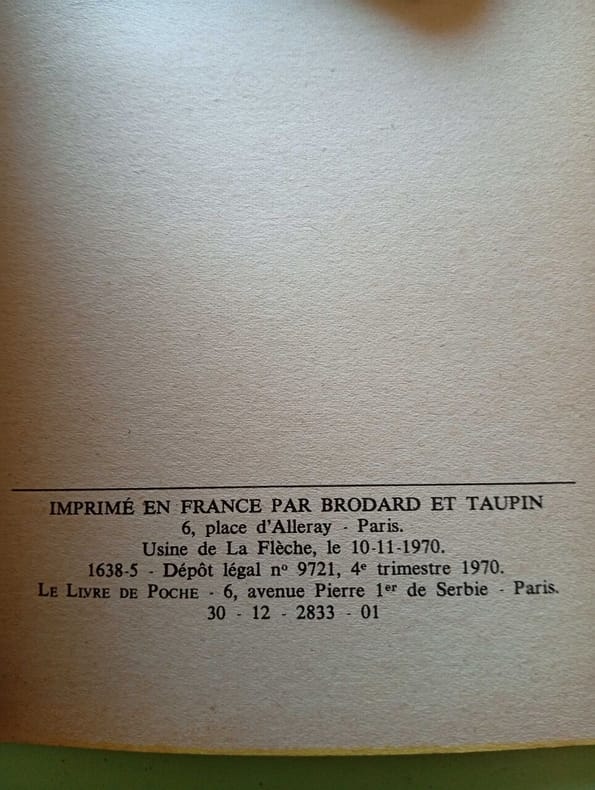 IMPRIMÉ EN FRANCE PAR BRODARD ET TAUPIN
6, place d'Alleray - Paris.
Usine de La Flèche, le 10-11-1970.
1638-5 - Dépôt légal nº 9721, 4ᵉ trimestre 1970.
LE LIVRE DE POCHE - 6, avenue Pierre 1ᵉʳ de Serbie - Paris.
30 - 12 - 2833 - 01